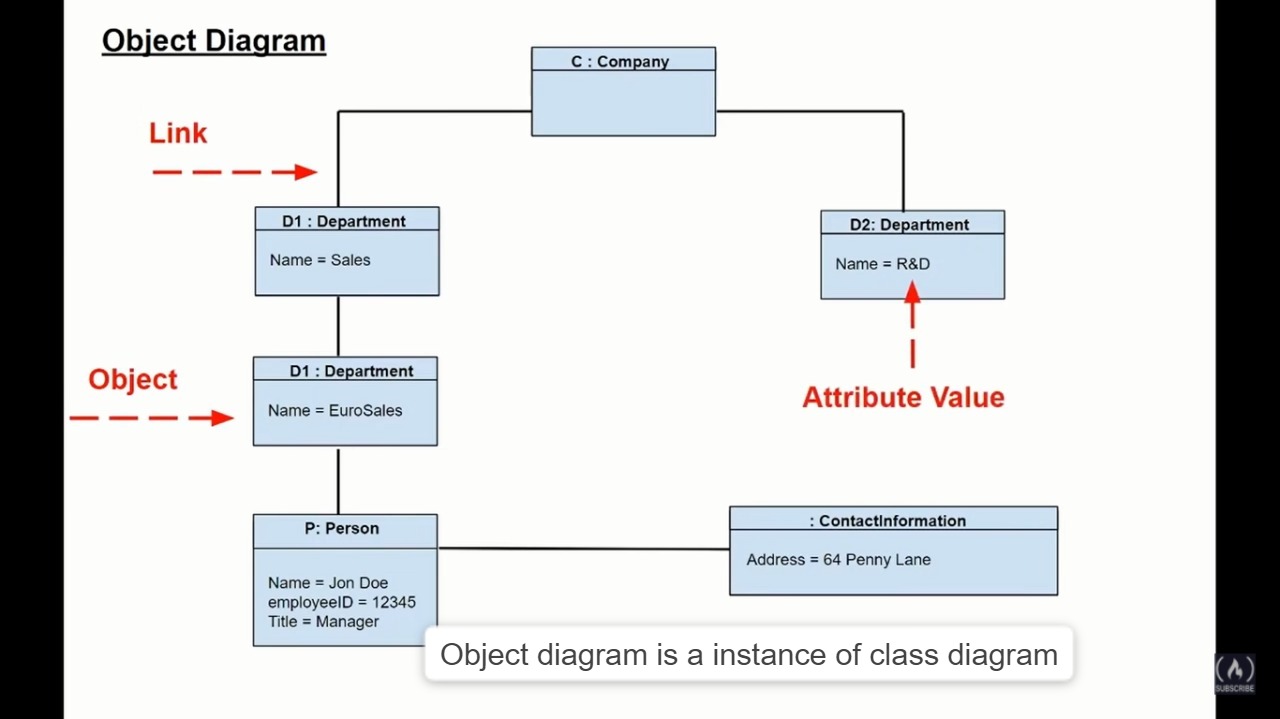 Object Diagram
C : Company
Link
D1 : Department
Name = Sales
D2: Department
Name = R&D
Object
D1 : Department
Name = EuroSales
Attribute Value
P: Person
Name = Jon Doe
employeeID = 12345
Title = Manager
: ContactInformation
Address = 64 Penny Lane
Object diagram is a instance of class diagram
SUBSCRIBE